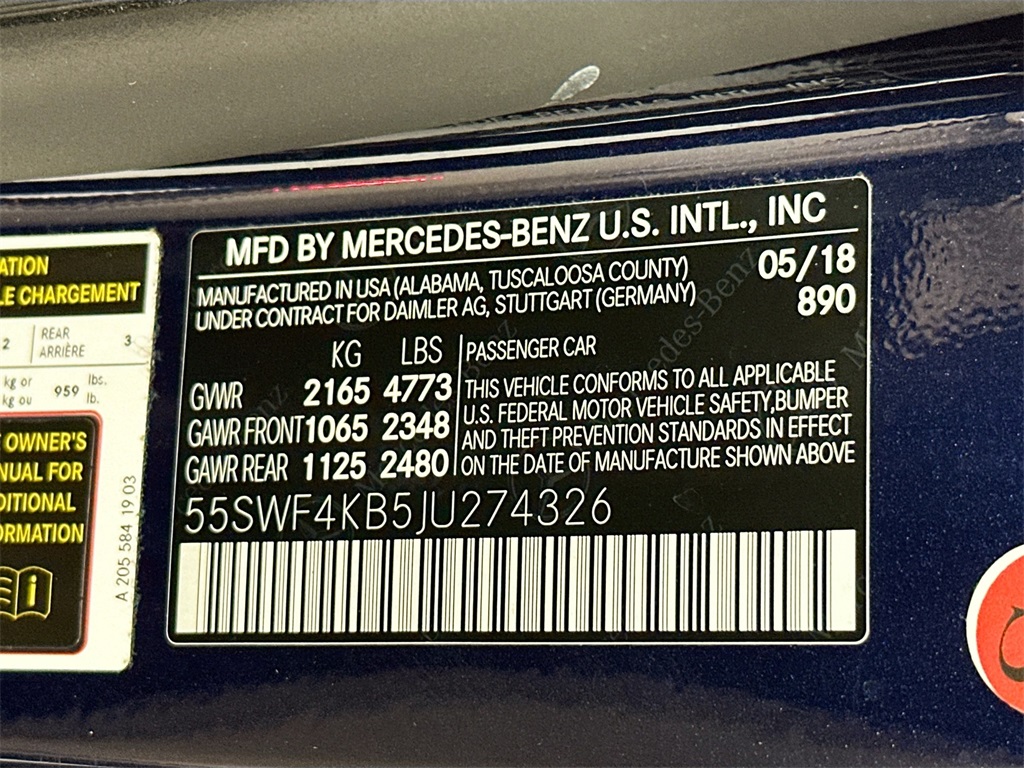 MFD BY MERCEDES-BENZ U.S. INTL., INC
MANUFACTURED IN USA (ALABAMA, TUSCALOOSA COUNTY)
UNDER CONTRACT FOR DAIMLER AG, STUTTGART (GERMANY)
05/18
890
KG LBS
GVWR 2165 4773
GAWR FRONT 1065 2348
GAWR REAR 1125 2480
PASSENGER CAR
THIS VEHICLE CONFORMS TO ALL APPLICABLE
U.S. FEDERAL MOTOR VEHICLE SAFETY,BUMPER
AND THEFT PREVENTION STANDARDS IN EFFECT
ON THE DATE OF MANUFACTURE SHOWN ABOVE
55SWF4KB5JU274326
ATION
LE CHARGEMENT
2 REAR 3
ARRIÈRE
kg or 959 lbs.
kg ou lb.
OWNER'S
NUAL FOR
DITIONAL
ORMATION
A 205 584 19 03
Mercedes-Benz